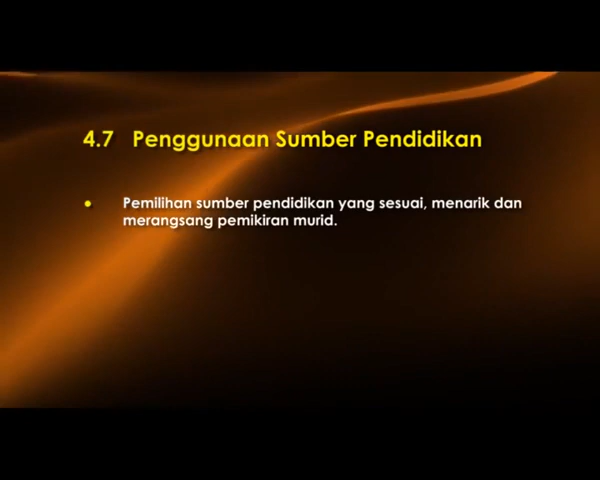 4.7 Penggunaan Sumber Pendidikan
• Pemilihan sumber pendidikan yang sesuai, menarik dan
merangsang pemikiran murid.